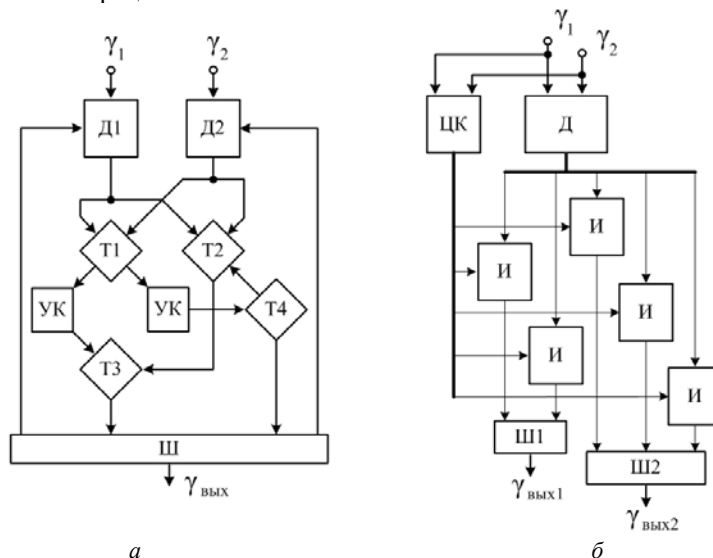 γ1 γ2
Д1 Д2
Т1 Т2
УК УК Т4
Т3
Ш
γвых
а
γ1 γ2
ЦК Д
И
И
И
И
И
Ш1
Ш2
γвых1
γвых2
б